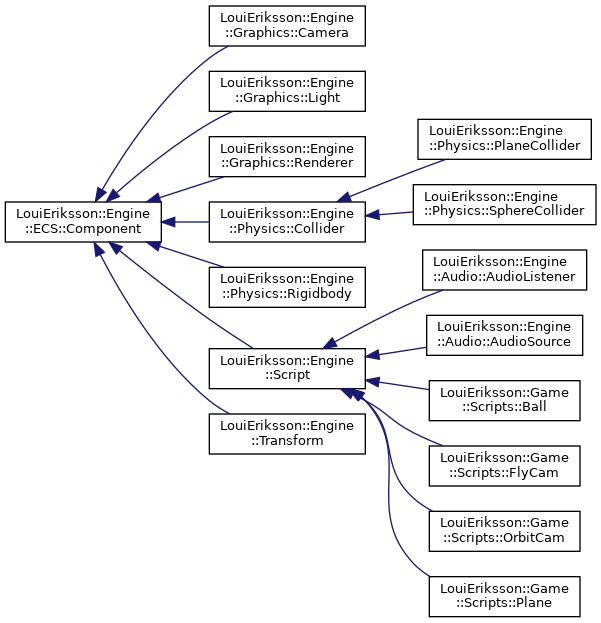 LouiEriksson::Engine
::Graphics::Camera
LouiEriksson::Engine
::Graphics::Light
LouiEriksson::Engine
::Graphics::Renderer
LouiEriksson::Engine
::Physics::PlaneCollider
LouiEriksson::Engine
::Physics::SphereCollider
LouiEriksson::Engine
::ECS::Component
LouiEriksson::Engine
::Physics::Collider
LouiEriksson::Engine
::Physics::Rigidbody
LouiEriksson::Engine
::Audio::AudioListener
LouiEriksson::Engine
::Audio::AudioSource
LouiEriksson::Engine
::Script
LouiEriksson::Game
::Scripts::Ball
LouiEriksson::Engine
::Transform
LouiEriksson::Game
::Scripts::FlyCam
LouiEriksson::Game
::Scripts::OrbitCam
LouiEriksson::Game
::Scripts::Plane